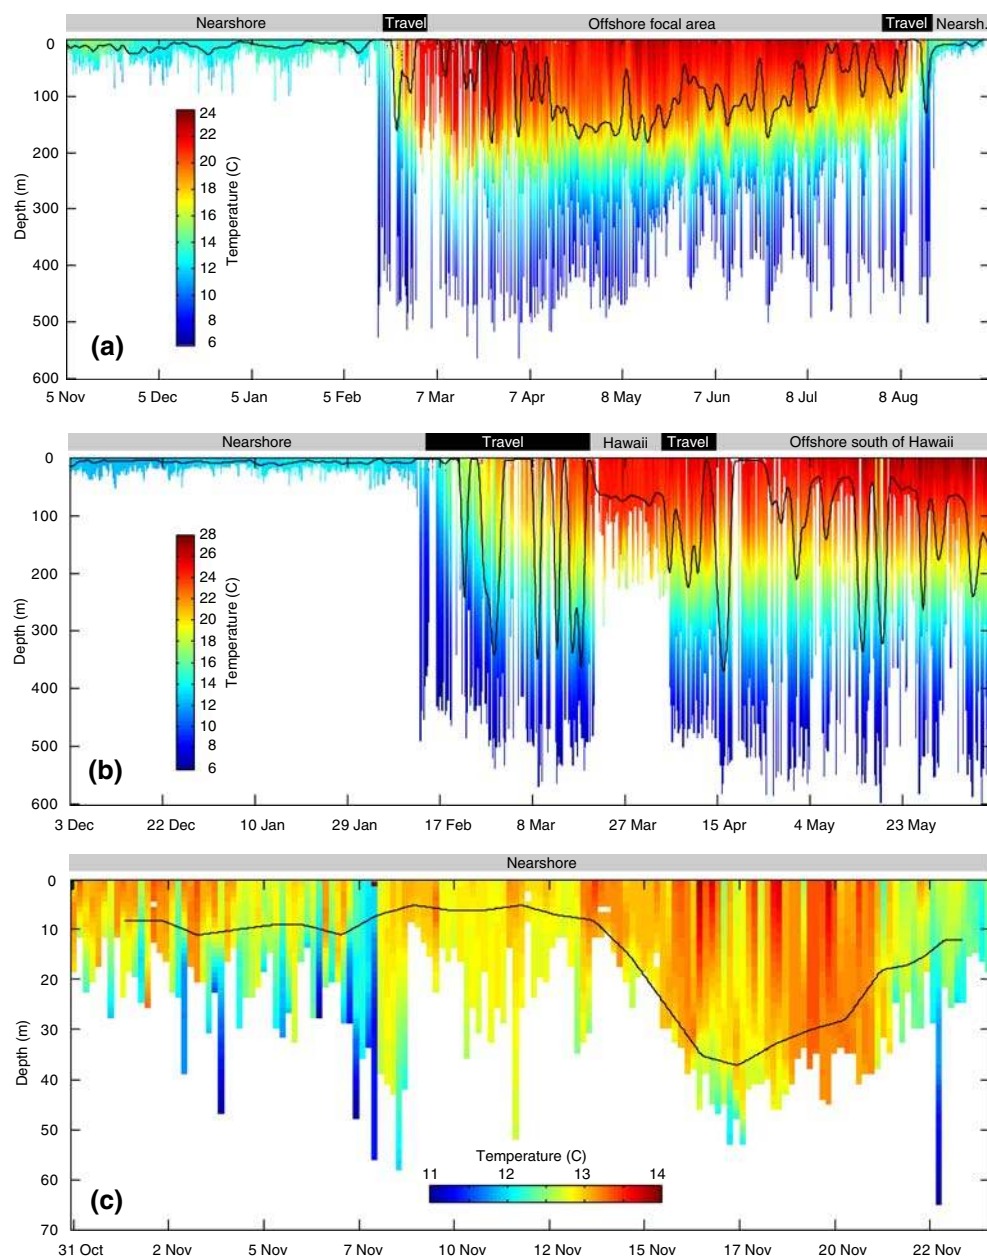 Nearshore Travel Offshore focal area Travel Nearsh.
0
100
200
300
400
500
600
Depth (m)
24
22
20
18
16
14
12
10
8
6
Temperature (C)
(a)
5 Nov 5 Dec 5 Jan 5 Feb 7 Mar 7 Apr 8 May 7 Jun 8 Jul 8 Aug
Nearshore Travel Hawaii Travel Offshore south of Hawaii
0
100
200
300
400
500
600
Depth (m)
28
26
24
22
20
18
16
14
12
10
8
6
Temperature (C)
(b)
3 Dec 22 Dec 10 Jan 29 Jan 17 Feb 8 Mar 27 Mar 15 Apr 4 May 23 May
Nearshore
0
10
20
30
40
50
60
70
Depth (m)
Temperature (C)
11 12 13 14
(c)
31 Oct 2 Nov 5 Nov 7 Nov 10 Nov 12 Nov 15 Nov 17 Nov 20 Nov 22 Nov